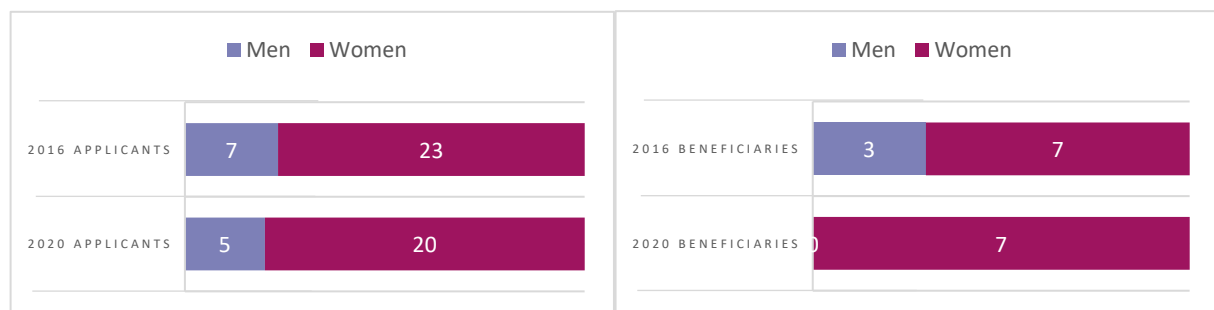 Men Women
2016 APPLICANTS 7 23
2020 APPLICANTS 5 20
Men Women
2016 BENEFICIARIES 3 7
2020 BENEFICIARIES 0 7